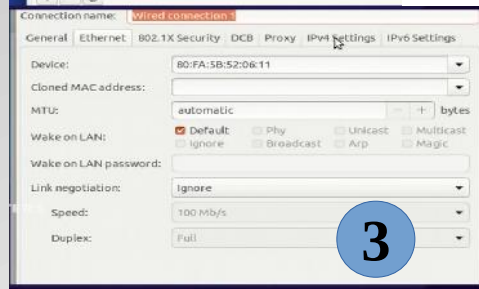 Connection name: Wired connection 1
General Ethernet 802.1X Security DCB Proxy IPv4 Settings IPv6 Settings
Device: 80:FA:5B:52:06:11
Cloned MAC address:
MTU: automatic − + bytes
Wake on LAN: Default Phy Unicast Multicast
Ignore Broadcast Arp Magic
Wake on LAN password:
Link negotiation: Ignore
Speed: 100 Mb/s
Duplex: Full
3